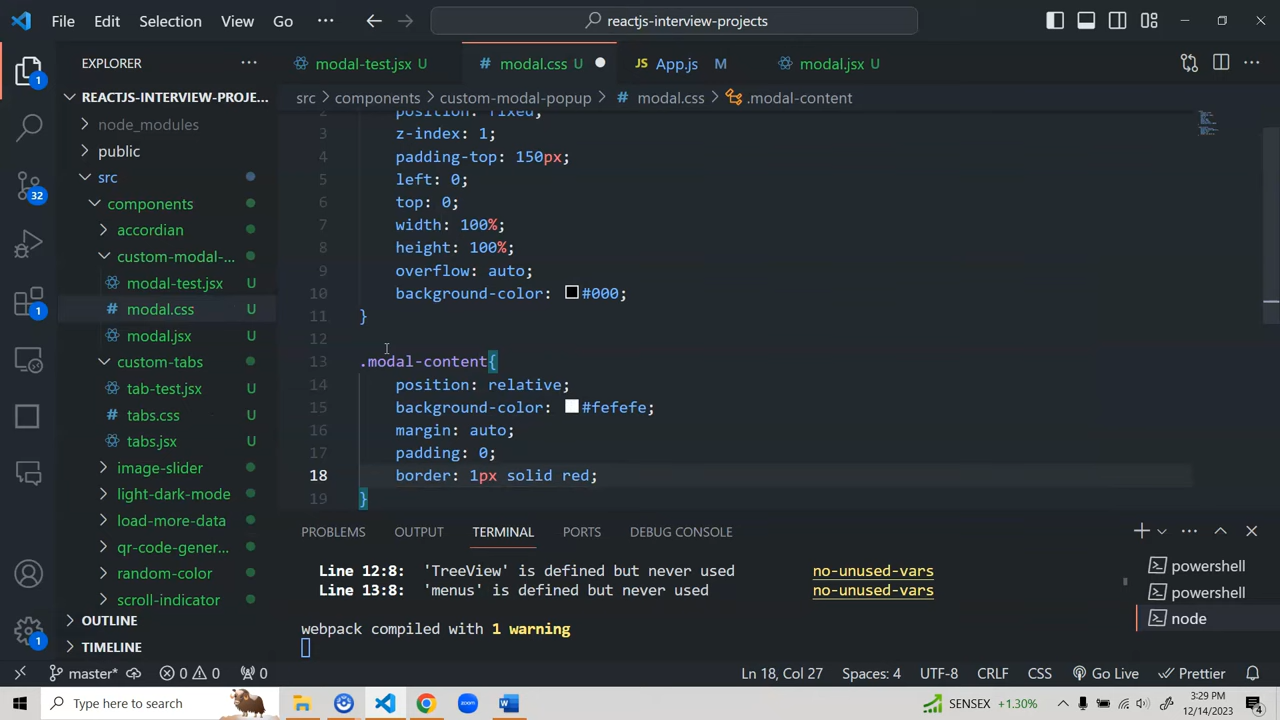 File Edit Selection View Go ··· reactjs-interview-projects
EXPLORER ···
REACTJS-INTERVIEW-PROJE...
node_modules
public
src
components
accordian
custom-modal-...
modal-test.jsx U
modal.css U
modal.jsx U
custom-tabs
tab-test.jsx U
tabs.css U
tabs.jsx U
image-slider
light-dark-mode
load-more-data
qr-code-gener...
random-color
scroll-indicator
OUTLINE
TIMELINE
1
32
1
1
modal-test.jsx U # modal.css U JS App.js M modal.jsx U ···
src > components > custom-modal-popup > # modal.css > .modal-content
2 position: fixed;
3 z-index: 1;
4 padding-top: 150px;
5 left: 0;
6 top: 0;
7 width: 100%;
8 height: 100%;
9 overflow: auto;
10 background-color: #000;
11 }
12
13 .modal-content{
14 position: relative;
15 background-color: #fefefe;
16 margin: auto;
17 padding: 0;
18 border: 1px solid red;
19 }
PROBLEMS OUTPUT TERMINAL PORTS DEBUG CONSOLE
Line 12:8: 'TreeView' is defined but never used no-unused-vars
Line 13:8: 'menus' is defined but never used no-unused-vars
webpack compiled with 1 warning
powershell
powershell
node
master* 0 0 0 Ln 18, Col 27 Spaces: 4 UTF-8 CRLF CSS Go Live Prettier
Type here to search SENSEX +1.30% 3:29 PM
12/14/2023 4